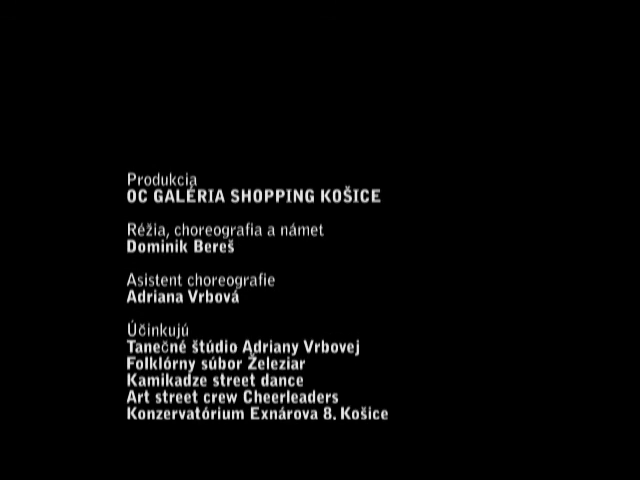 Produkcia
OC GALÉRIA SHOPPING KOŠICE
Réžia, choreografia a námet
Dominik Bereš
Asistent choreografie
Adriana Vrbová
Účinkujú
Tanečné štúdio Adriany Vrbovej
Folklórny súbor Železiar
Kamikadze street dance
Art street crew Cheerleaders
Konzervatórium Exnárova 8. Košice